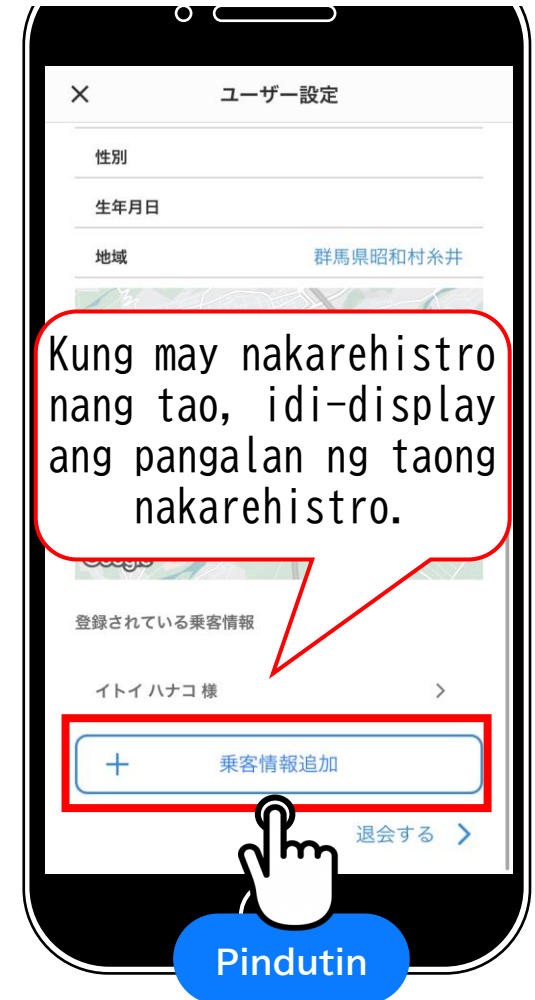 ユーザー設定
性別
生年月日
地域 群馬県昭和村糸井
Kung may nakarehistro
nang tao, idi-display
ang pangalan ng taong
nakarehistro.
Google
登録されている乗客情報
イトイ ハナコ 様
乗客情報追加
退会する
Pindutin